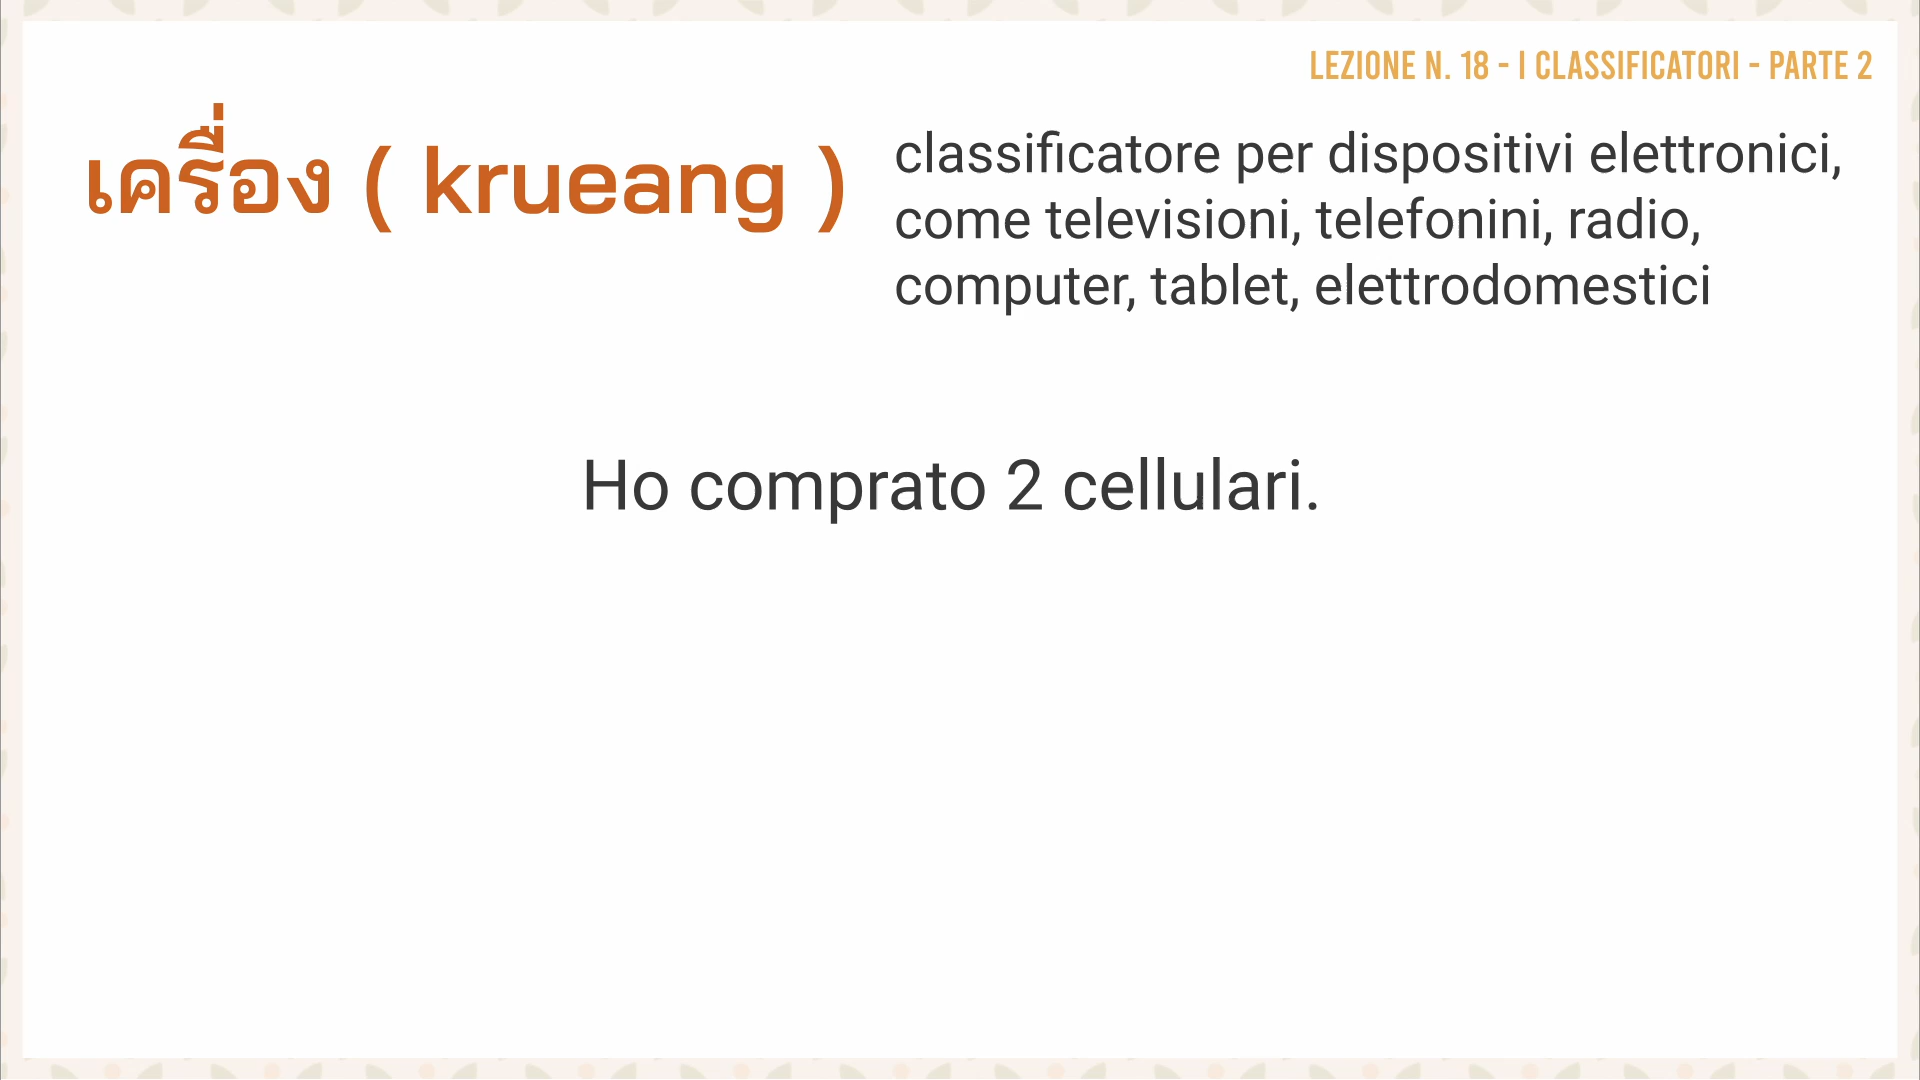 LEZIONE N. 18 - I CLASSIFICATORI - PARTE 2
เครื่อง ( krueang )
classificatore per dispositivi elettronici,
come televisioni, telefonini, radio,
computer, tablet, elettrodomestici
Ho comprato 2 cellulari.